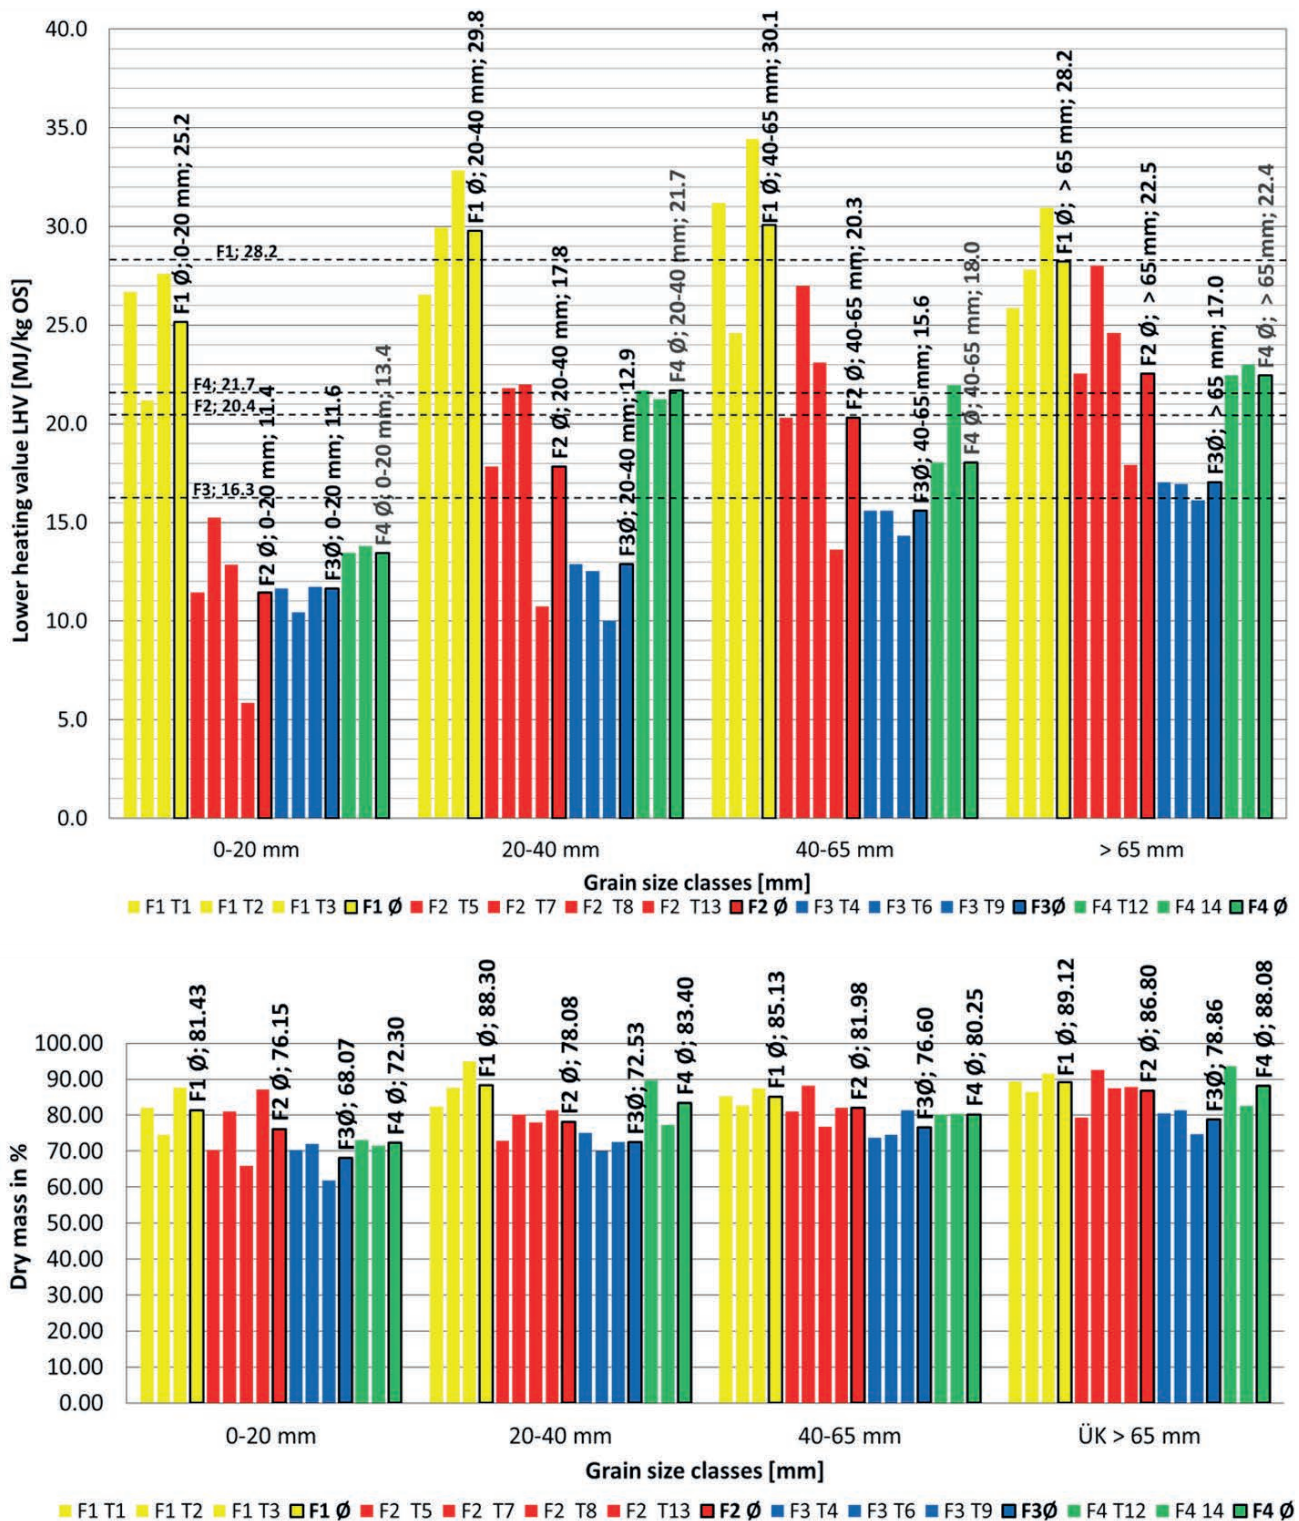 40.0
35.0
30.0
25.0
20.0
15.0
10.0
5.0
0.0
Lower heating value LHV [MJ/kg OS]
F1; 28.2
F4; 21.7
F2; 20.4
F3; 16.3
F1 Ø; 0-20 mm; 25.2
F2 Ø; 0-20 mm; 11.4
F3Ø; 0-20 mm; 11.6
F4 Ø; 0-20 mm; 13.4
F1 Ø; 20-40 mm; 29.8
F2 Ø; 20-40 mm; 17.8
F3Ø; 20-40 mm; 12.9
F4 Ø; 20-40 mm; 21.7
F1 Ø; 40-65 mm; 30.1
F2 Ø; 40-65 mm; 20.3
F3Ø; 40-65 mm; 15.6
F4 Ø; 40-65 mm; 18.0
F1 Ø; > 65 mm; 28.2
F2 Ø; > 65 mm; 22.5
F3Ø; > 65 mm; 17.0
F4 Ø; > 65 mm; 22.4
0-20 mm 20-40 mm 40-65 mm > 65 mm
Grain size classes [mm]
F1 T1 F1 T2 F1 T3 F1 Ø F2 T5 F2 T7 F2 T8 F2 T13 F2 Ø F3 T4 F3 T6 F3 T9 F3Ø F4 T12 F4 14 F4 Ø
100.00
90.00
80.00
70.00
60.00
50.00
40.00
30.00
20.00
10.00
0.00
Dry mass in %
F1 Ø; 81.43
F2 Ø; 76.15
F3Ø; 68.07
F4 Ø; 72.30
F1 Ø; 88.30
F2 Ø; 78.08
F3Ø; 72.53
F4 Ø; 83.40
F1 Ø; 85.13
F2 Ø; 81.98
F3Ø; 76.60
F4 Ø; 80.25
F1 Ø; 89.12
F2 Ø; 86.80
F3Ø; 78.86
F4 Ø; 88.08
0-20 mm 20-40 mm 40-65 mm ÜK > 65 mm
Grain size classes [mm]
F1 T1 F1 T2 F1 T3 F1 Ø F2 T5 F2 T7 F2 T8 F2 T13 F2 Ø F3 T4 F3 T6 F3 T9 F3Ø F4 T12 F4 14 F4 Ø